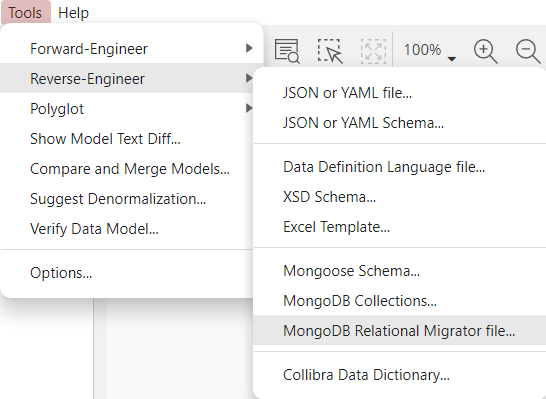 Tools Help
100%
Forward-Engineer
Reverse-Engineer
Polyglot
Show Model Text Diff...
Compare and Merge Models...
Suggest Denormalization...
Verify Data Model...
Options...
JSON or YAML file...
JSON or YAML Schema...
Data Definition Language file...
XSD Schema...
Excel Template...
Mongoose Schema...
MongoDB Collections...
MongoDB Relational Migrator file...
Collibra Data Dictionary...